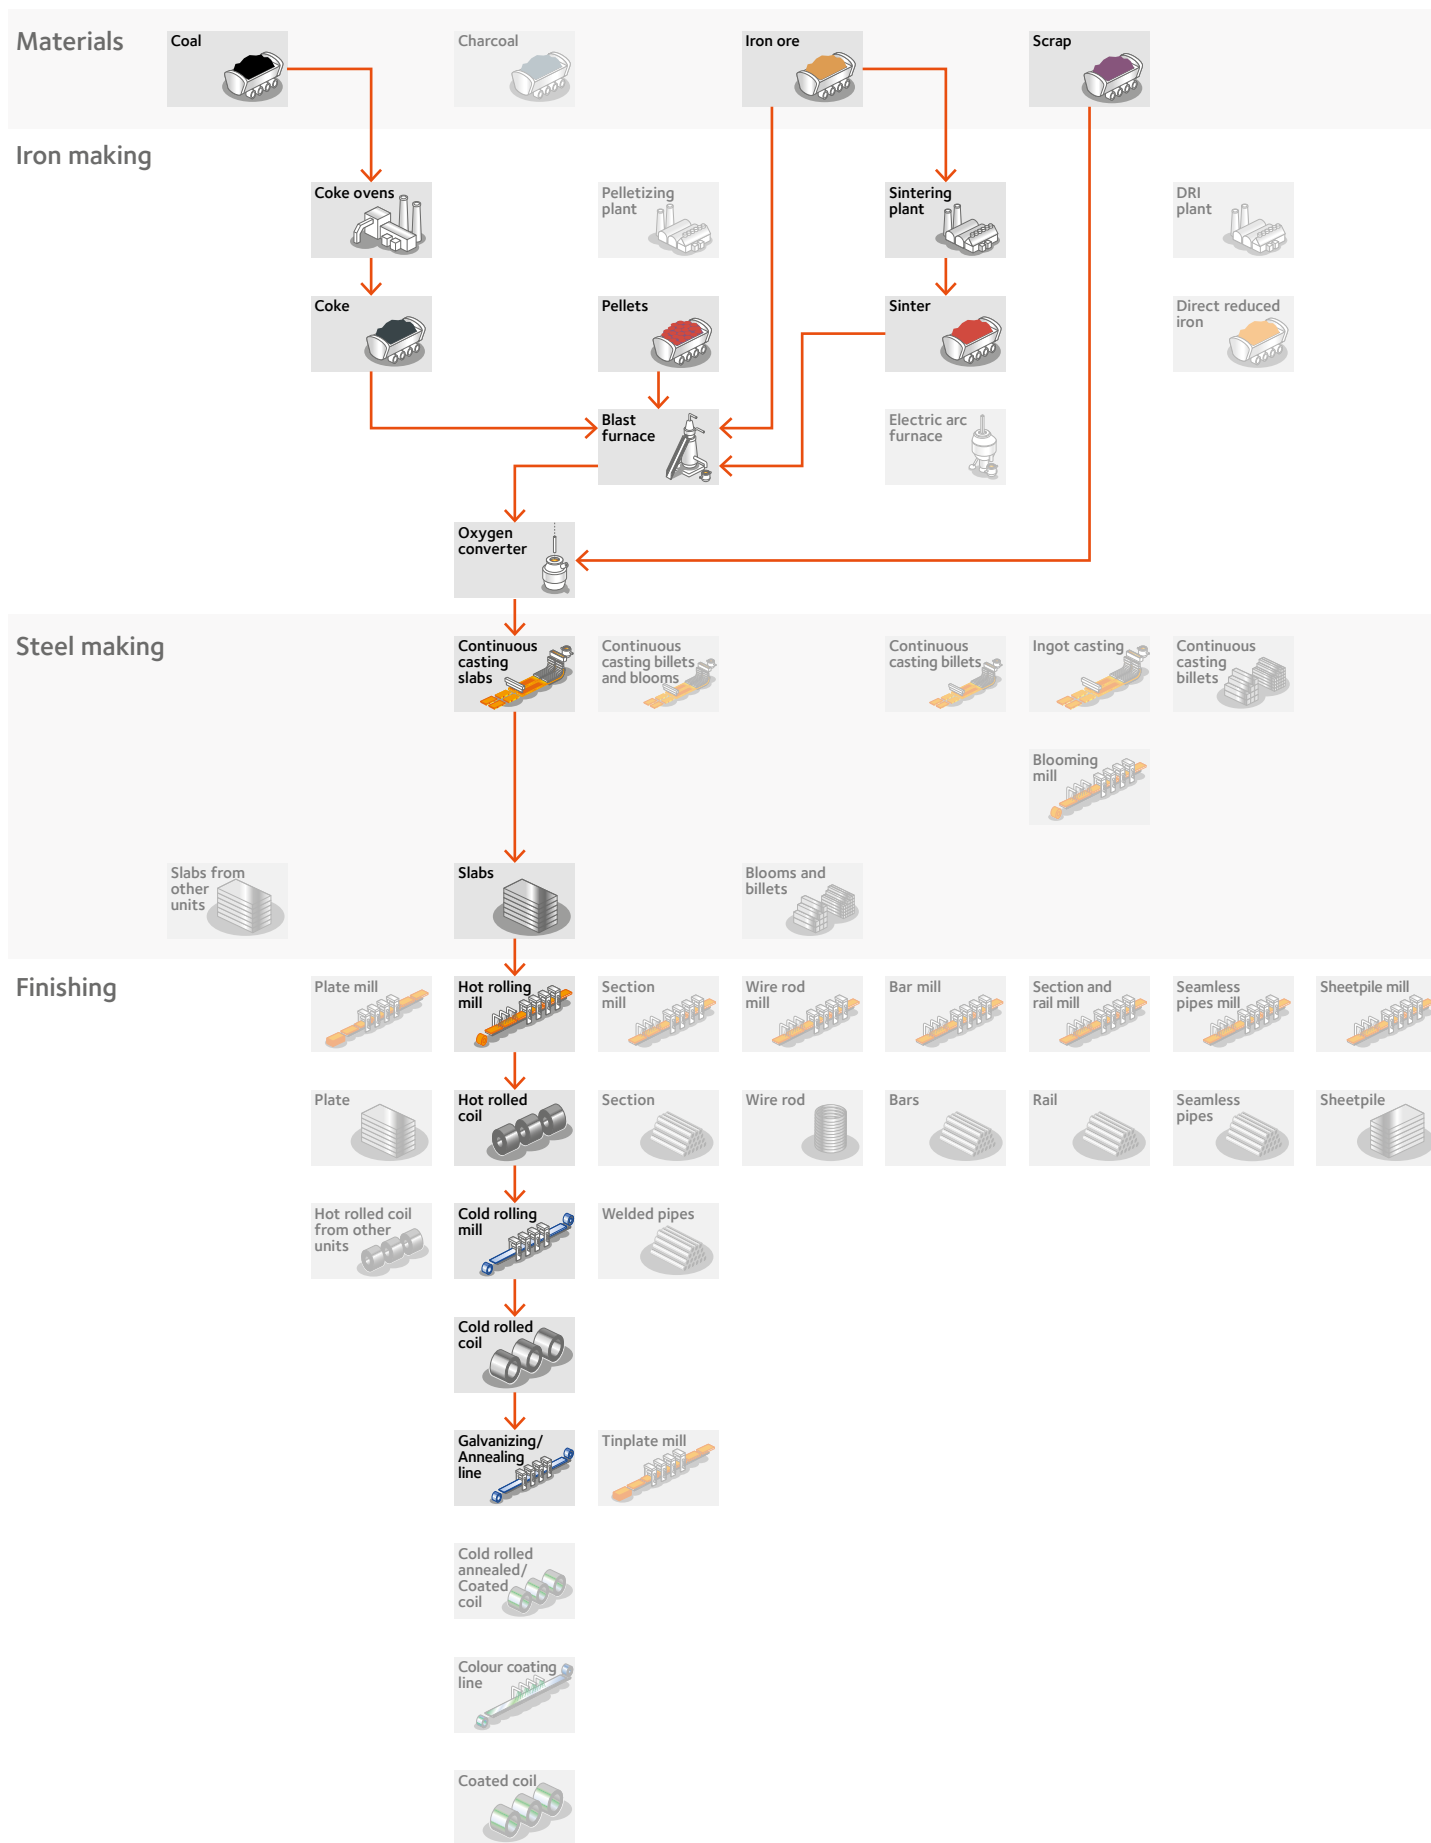 Materials
Coal
Charcoal
Iron ore
Scrap
Iron making
Coke ovens
Pelletizing
plant
Sintering
plant
DRI
plant
Coke
Pellets
Sinter
Direct reduced
iron
Blast
furnace
Electric arc
furnace
Oxygen
converter
Steel making
Continuous
casting
slabs
Continuous
casting billets
and blooms
Continuous
casting billets
Ingot casting
Continuous
casting
billets
Blooming
mill
Slabs from
other
units
Slabs
Blooms and
billets
Finishing
Plate mill
Hot rolling
mill
Section
mill
Wire rod
mill
Bar mill
Section and
rail mill
Seamless
pipes mill
Sheetpile mill
Plate
Hot rolled
coil
Section
Wire rod
Bars
Rail
Seamless
pipes
Sheetpile
Hot rolled coil
from other
units
Cold rolling
mill
Welded pipes
Cold rolled
coil
Galvanizing/
Annealing
line
Tinplate mill
Cold rolled
annealed/
Coated
coil
Colour coating
line
Coated coil